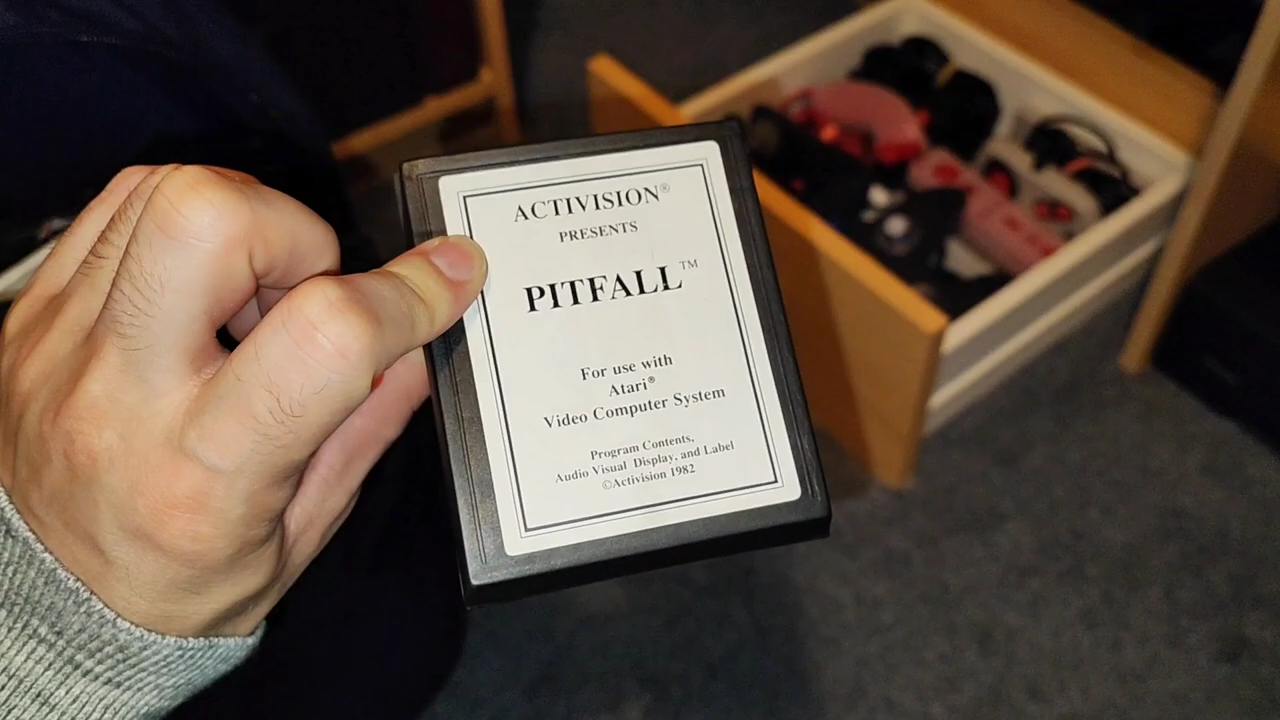 ACTIVISION®
PRESENTS
PITFALL™
For use with
Atari®
Video Computer System
Program Contents,
Audio Visual Display, and Label
©Activision 1982